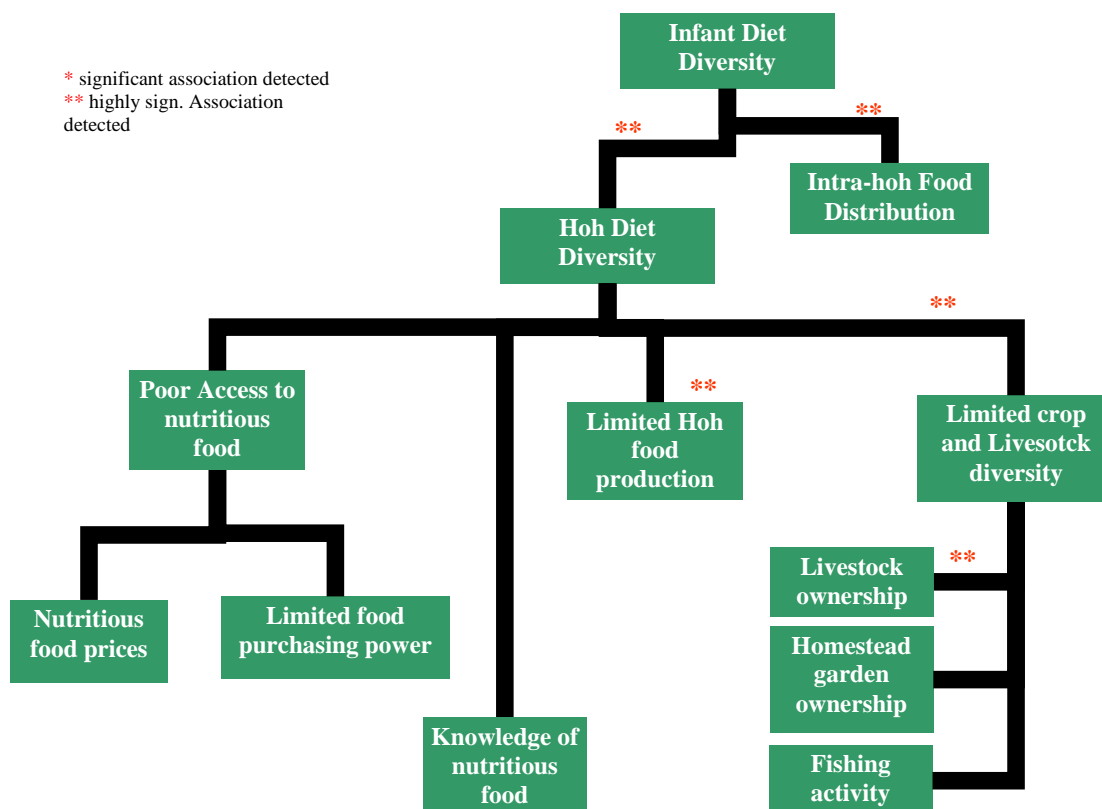 Infant Diet
Diversity
* significant association detected
** highly sign. Association
detected
**
**
Intra-hoh Food
Distribution
Hoh Diet
Diversity
**
Poor Access to
nutritious
food
**
Limited Hoh
food
production
Limited crop
and Livesotck
diversity
Livestock
ownership
**
Nutritious
food prices
Limited food
purchasing power
Homestead
garden
ownership
Knowledge of
nutritious
food
Fishing
activity